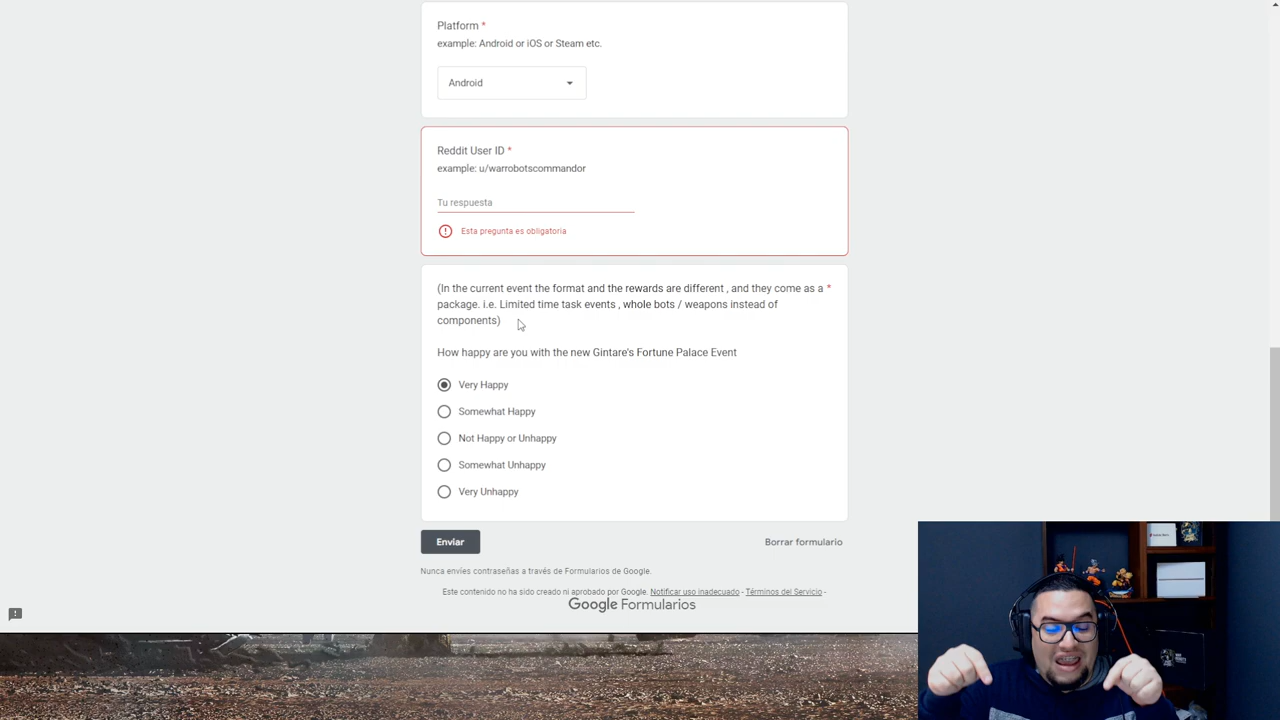 Platform *
example: Android or iOS or Steam etc.
Android
Reddit User ID *
example: u/warrobotscommandor
Tu respuesta
Esta pregunta es obligatoria
(In the current event the format and the rewards are different , and they come as a *
package. i.e. Limited time task events , whole bots / weapons instead of
components)
How happy are you with the new Gintare's Fortune Palace Event
Very Happy
Somewhat Happy
Not Happy or Unhappy
Somewhat Unhappy
Very Unhappy
Enviar
Borrar formulario
Nunca envíes contraseñas a través de Formularios de Google.
Este contenido no ha sido creado ni aprobado por Google. Notificar uso inadecuado - Términos del Servicio -
Google Formularios